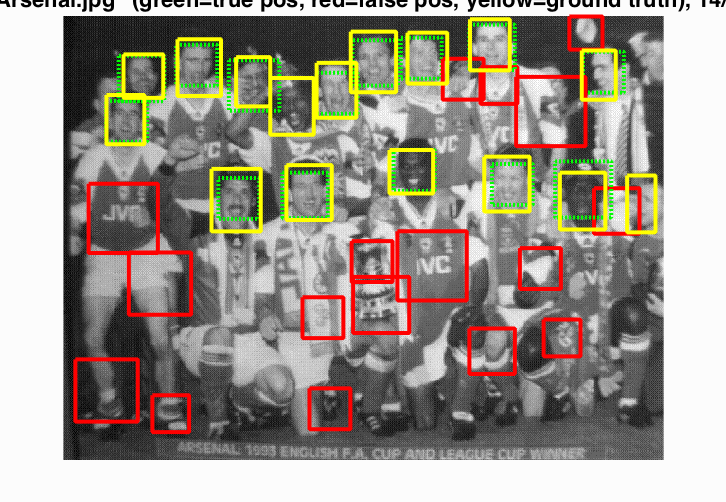 Arsenal.jpg" (green=true pos, red=false pos, yellow=ground truth), 14/
JVC
JVC
JVC
ARSENAL 1993 ENGLISH F.A. CUP AND LEAGUE CUP WINNER